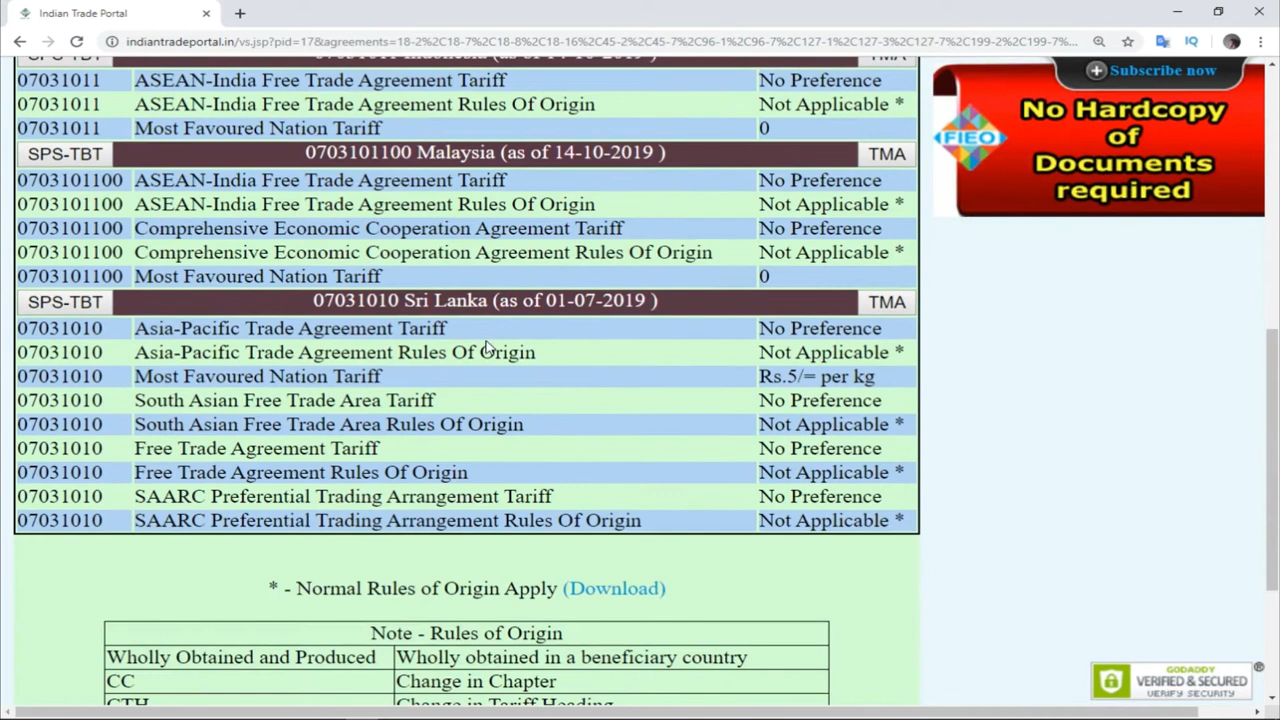 Indian Trade Portal
indiantradeportal.in/vs.jsp?pid=17&agreements=18-2%2C18-7%2C18-8%2C18-16%2C45-2%2C45-7%2C96-1%2C96-7%2C127-1%2C127-3%2C127-7%2C199-2%2C199-7%...
07031011 ASEAN-India Free Trade Agreement Tariff No Preference
07031011 ASEAN-India Free Trade Agreement Rules Of Origin Not Applicable *
07031011 Most Favoured Nation Tariff 0
SPS-TBT 0703101100 Malaysia (as of 14-10-2019 ) TMA
0703101100 ASEAN-India Free Trade Agreement Tariff No Preference
0703101100 ASEAN-India Free Trade Agreement Rules Of Origin Not Applicable *
0703101100 Comprehensive Economic Cooperation Agreement Tariff No Preference
0703101100 Comprehensive Economic Cooperation Agreement Rules Of Origin Not Applicable *
0703101100 Most Favoured Nation Tariff 0
SPS-TBT 07031010 Sri Lanka (as of 01-07-2019 ) TMA
07031010 Asia-Pacific Trade Agreement Tariff No Preference
07031010 Asia-Pacific Trade Agreement Rules Of Origin Not Applicable *
07031010 Most Favoured Nation Tariff Rs.5/= per kg
07031010 South Asian Free Trade Area Tariff No Preference
07031010 South Asian Free Trade Area Rules Of Origin Not Applicable *
07031010 Free Trade Agreement Tariff No Preference
07031010 Free Trade Agreement Rules Of Origin Not Applicable *
07031010 SAARC Preferential Trading Arrangement Tariff No Preference
07031010 SAARC Preferential Trading Arrangement Rules Of Origin Not Applicable *
* - Normal Rules of Origin Apply (Download)
Note - Rules of Origin
Wholly Obtained and Produced Wholly obtained in a beneficiary country
CC Change in Chapter
CTH Change in Tariff Heading
Subscribe now
FIEO
No Hardcopy
of
Documents
required
GODADDY
VERIFIED & SECURED
VERIFY SECURITY